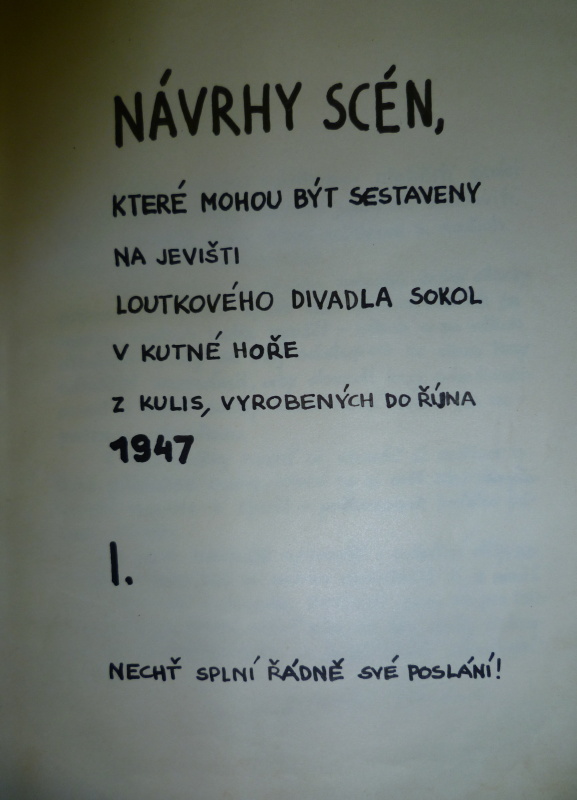 NÁVRHY SCÉN,
KTERÉ MOHOU BÝT SESTAVENY
NA JEVIŠTI
LOUTKOVÉHO DIVADLA SOKOL
V KUTNÉ HOŘE
Z KULIS, VYROBENÝCH DO ŘÚNA
1947
I.
NECHŤ SPLNÍ ŘÁDNĚ SVÉ POSLÁNÍ!